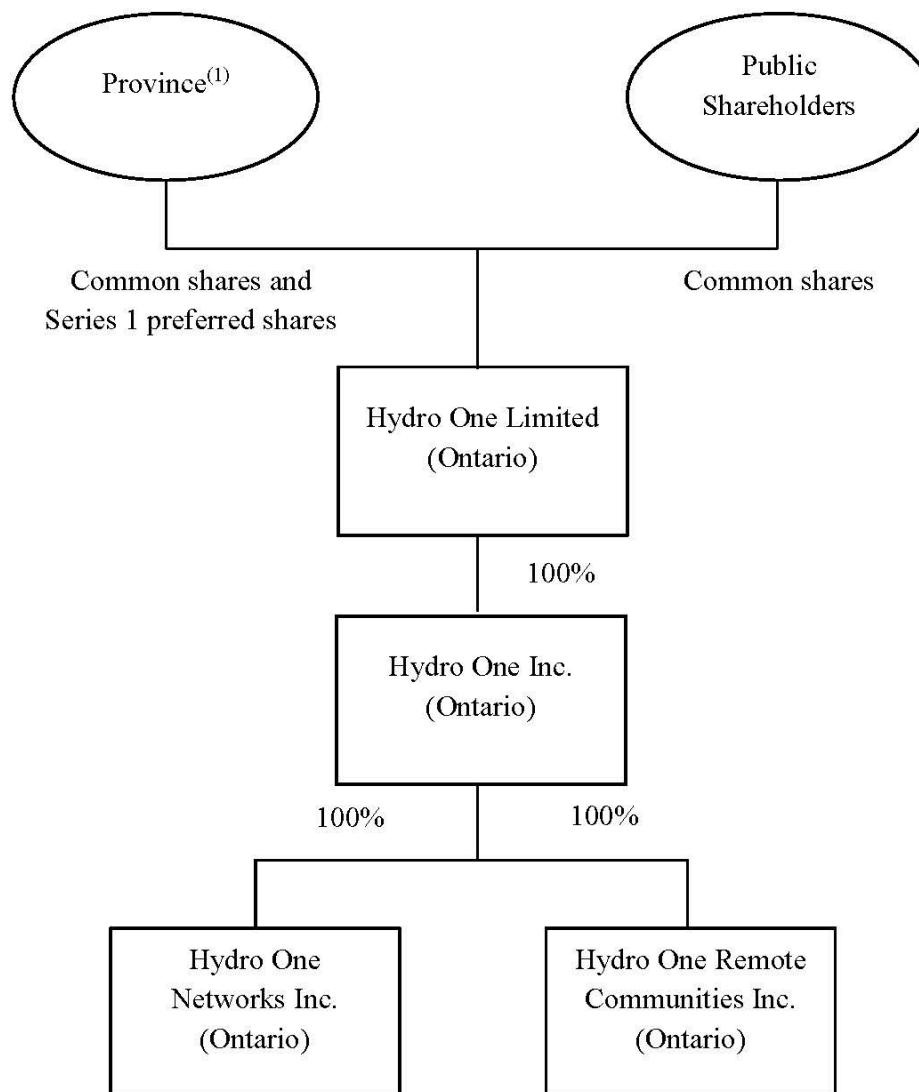 Province(1)
Public
Shareholders
Common shares and
Series 1 preferred shares
Common shares
Hydro One Limited
(Ontario)
100%
Hydro One Inc.
(Ontario)
100%
100%
Hydro One
Networks Inc.
(Ontario)
Hydro One Remote
Communities Inc.
(Ontario)